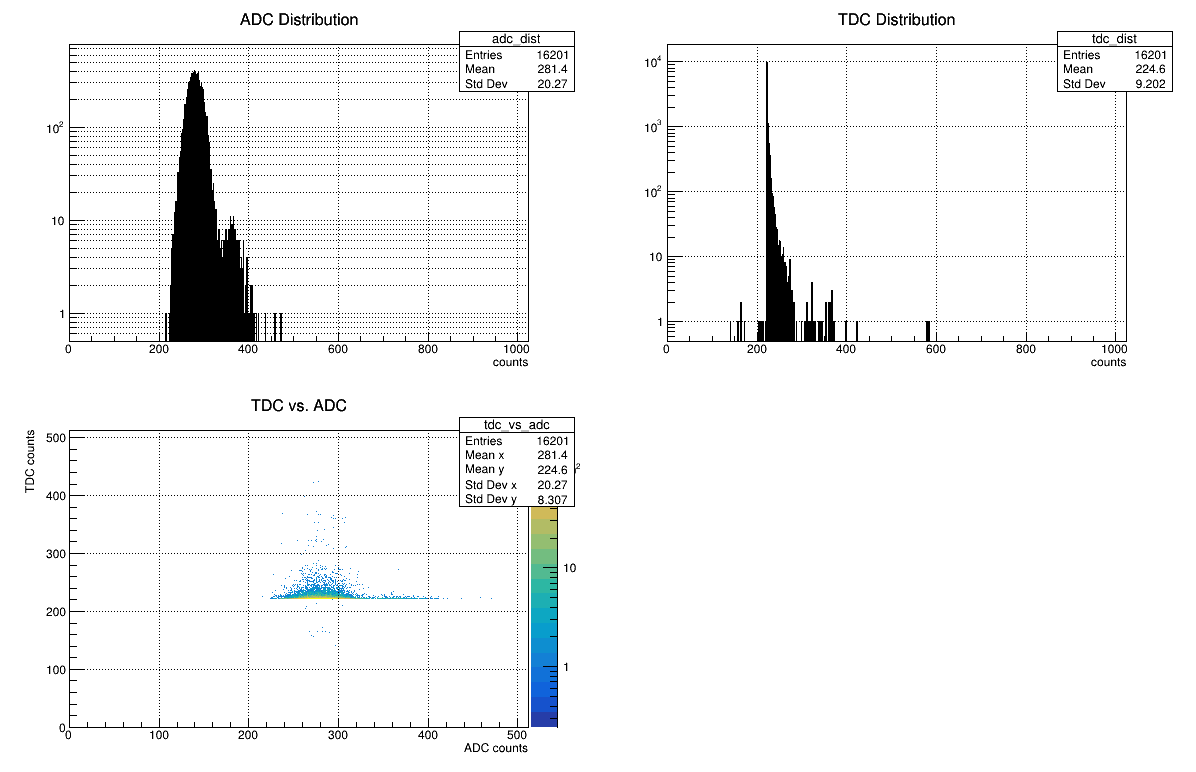 ADC Distribution
adc_dist
Entries 16201
Mean 281.4
Std Dev 20.27
10²
10
1
0 200 400 600 800 1000
counts
TDC Distribution
tdc_dist
Entries 16201
Mean 224.6
Std Dev 9.202
10⁴
10³
10²
10
1
0 200 400 600 800 1000
counts
TDC vs. ADC
tdc_vs_adc
Entries 16201
Mean x 281.4
Mean y 224.6
Std Dev x 20.27
Std Dev y 8.307
TDC counts
500
400
300
200
100
0
0 100 200 300 400 500
ADC counts
2
10
1